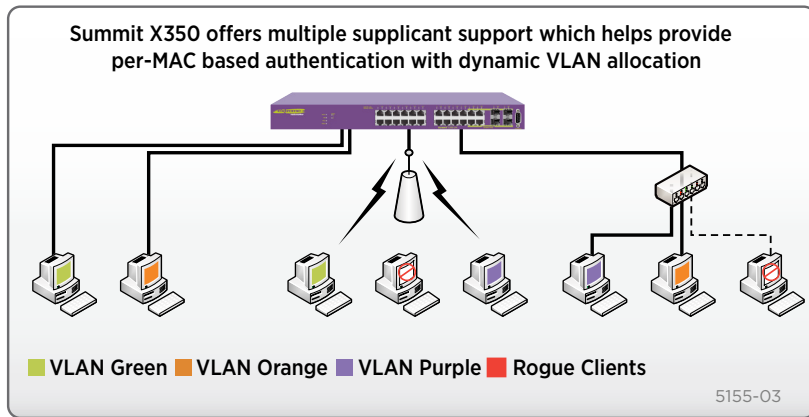 Summit X350 offers multiple supplicant support which helps provide
per-MAC based authentication with dynamic VLAN allocation
VLAN Green VLAN Orange VLAN Purple Rogue Clients
5155-03